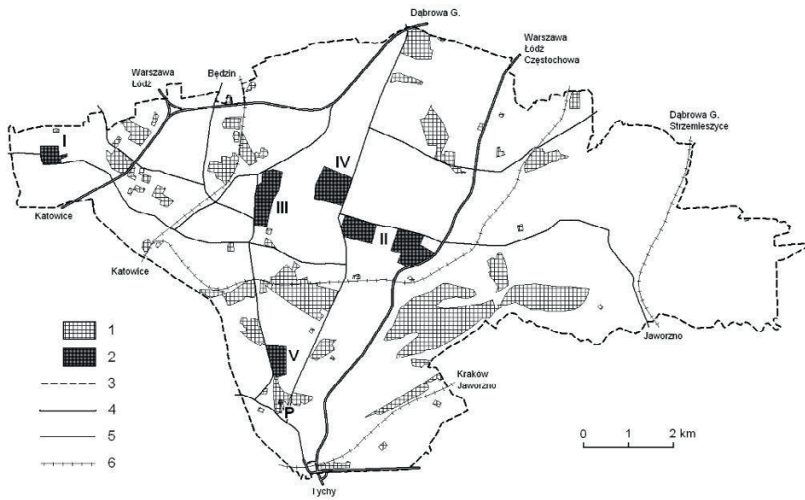 Dąbrowa G.
Warszawa
Łódź
Częstochowa
Warszawa
Łódź
Będzin
Dąbrowa G.
Strzemieszyce
I
IV
Katowice
III
II
Katowice
1
V
2
Jaworzno
3
Kraków
Jaworzno
4
P
5
0 1 2 km
6
Tychy